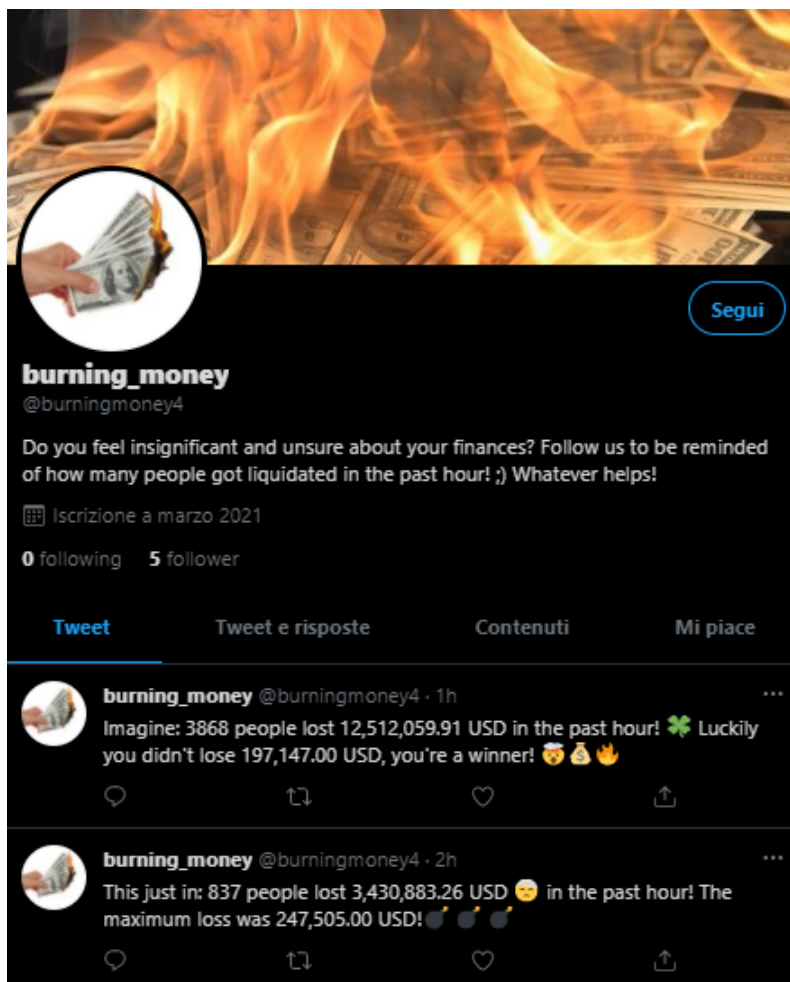 Segui
burning_money
@burningmoney4
Do you feel insignificant and unsure about your finances? Follow us to be reminded
of how many people got liquidated in the past hour! ;) Whatever helps!
Iscrizione a marzo 2021
0 following 5 follower
Tweet Tweet e risposte Contenuti Mi piace
burning_money @burningmoney4 · 1h
Imagine: 3868 people lost 12,512,059.91 USD in the past hour! 🍀 Luckily
you didn't lose 197,147.00 USD, you're a winner! 🤯💰🔥
burning_money @burningmoney4 · 2h
This just in: 837 people lost 3,430,883.26 USD 🤕 in the past hour! The
maximum loss was 247,505.00 USD!💣 💣 💣